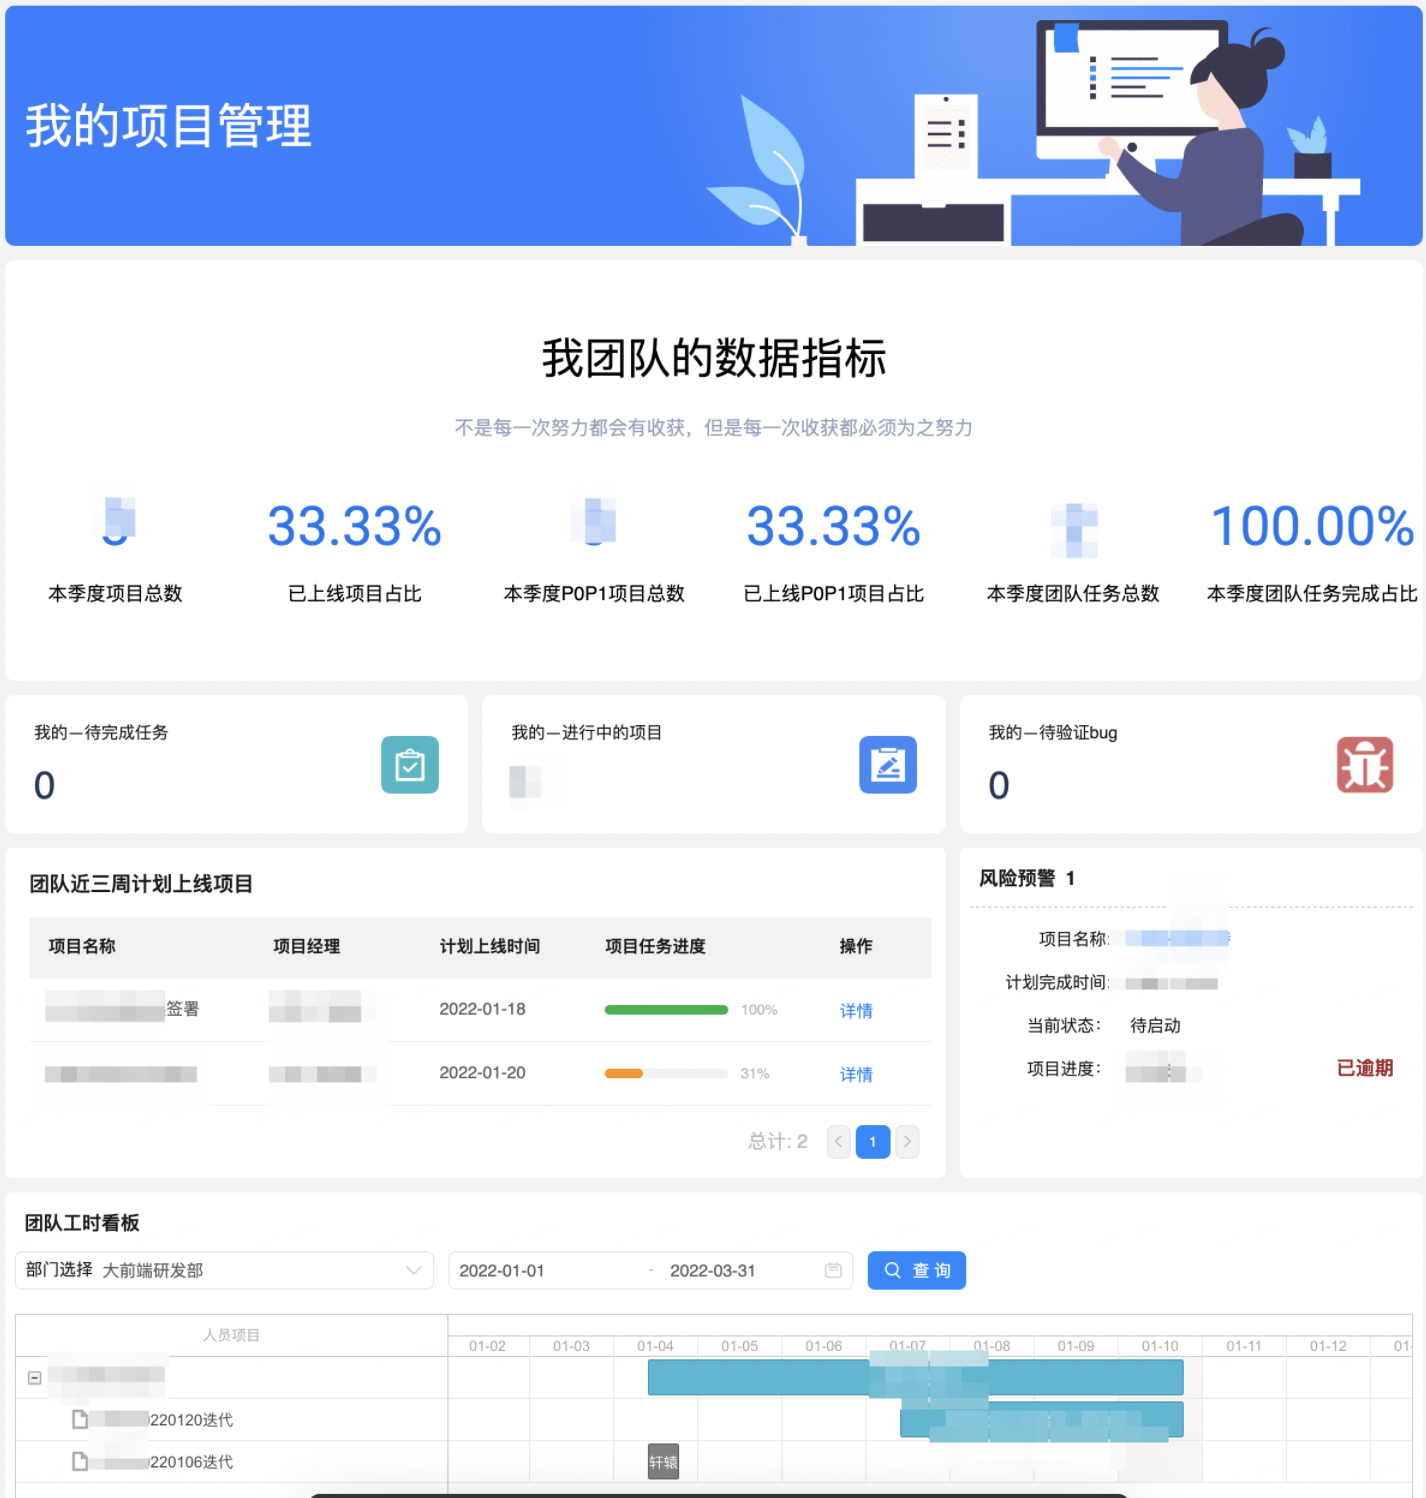 我的项目管理
我团队的数据指标
不是每一次努力都会有收获，但是每一次收获都必须为之努力
33.33% 33.33% 100.00%
本季度项目总数 已上线项目占比 本季度P0P1项目总数 已上线P0P1项目占比 本季度团队任务总数 本季度团队任务完成占比
我的—待完成任务
0
我的—进行中的项目
我的—待验证bug
0
团队近三周计划上线项目
项目名称 项目经理 计划上线时间 项目任务进度 操作
签署 2022-01-18 100% 详情
2022-01-20 31% 详情
总计: 2 1
风险预警 1
项目名称:
计划完成时间:
当前状态: 待启动
项目进度: 已逾期
团队工时看板
部门选择 大前端研发部 2022-01-01 - 2022-03-31 查 询
人员项目
01-02 01-03 01-04 01-05 01-06 01-07 01-08 01-09 01-10 01-11 01-12 01-
220120迭代
220106迭代 轩辕